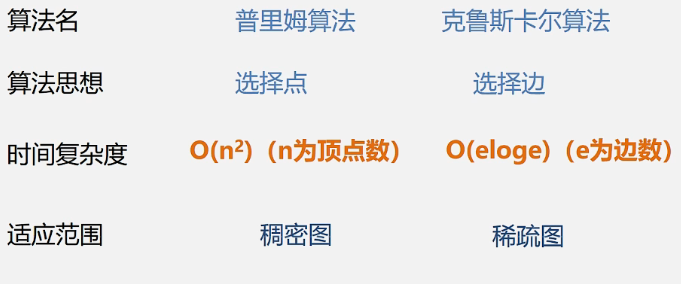 算法名 普里姆算法 克鲁斯卡尔算法
算法思想 选择点 选择边
时间复杂度 O(n²)（n为顶点数） O(eloge)（e为边数）
适应范围 稠密图 稀疏图